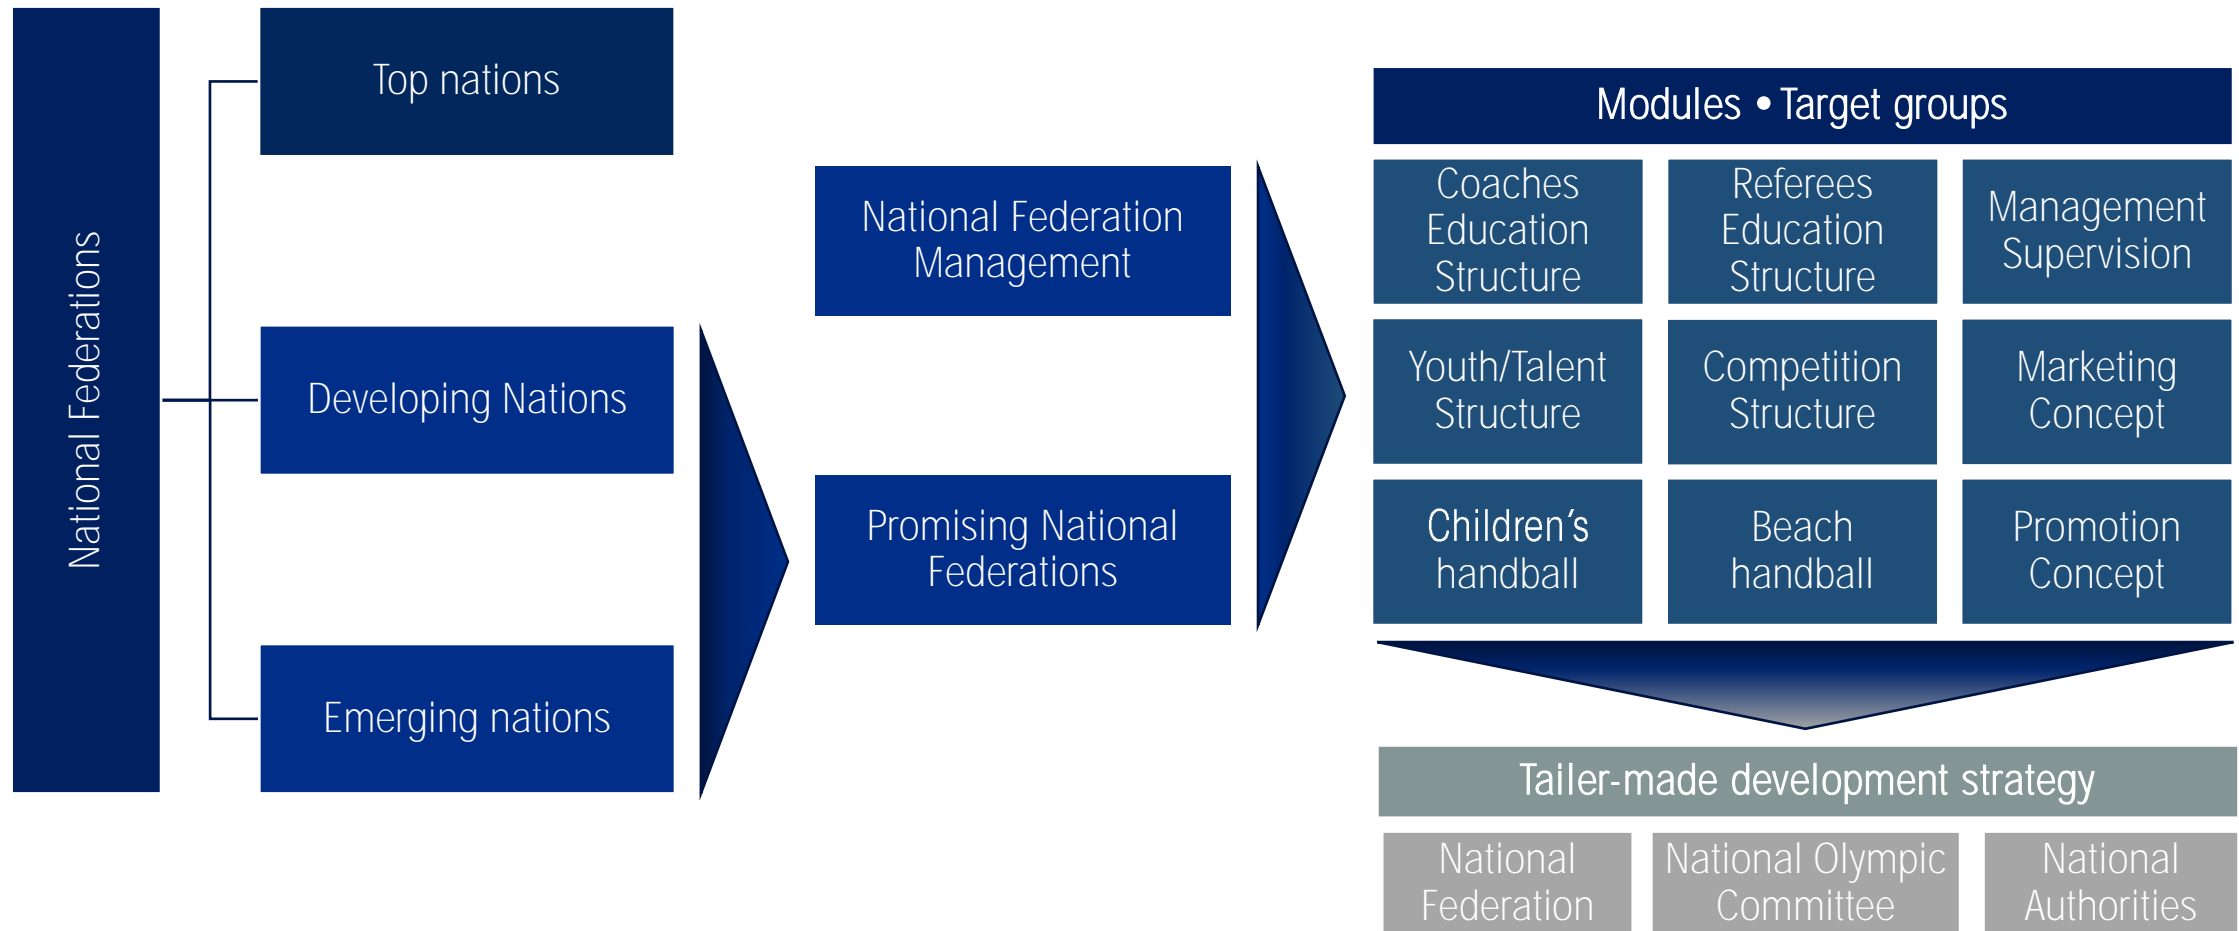 National Federations
Top nations
Developing Nations
Emerging nations
National Federation
Management
Promising National
Federations
Modules • Target groups
Coaches
Education
Structure
Referees
Education
Structure
Management
Supervision
Youth/Talent
Structure
Competition
Structure
Marketing
Concept
Children´s
handball
Beach
handball
Promotion
Concept
Tailer-made development strategy
National
Federation
National Olympic
Committee
National
Authorities